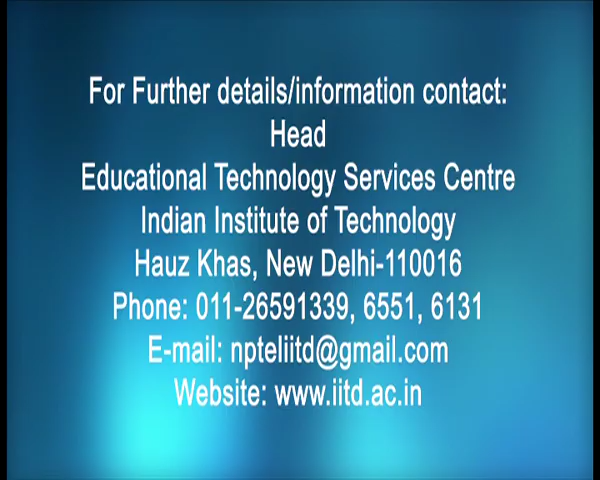 For Further details/information contact:
Head
Educational Technology Services Centre
Indian Institute of Technology
Hauz Khas, New Delhi-110016
Phone: 011-26591339, 6551, 6131
E-mail: npteliitd@gmail.com
Website: www.iitd.ac.in